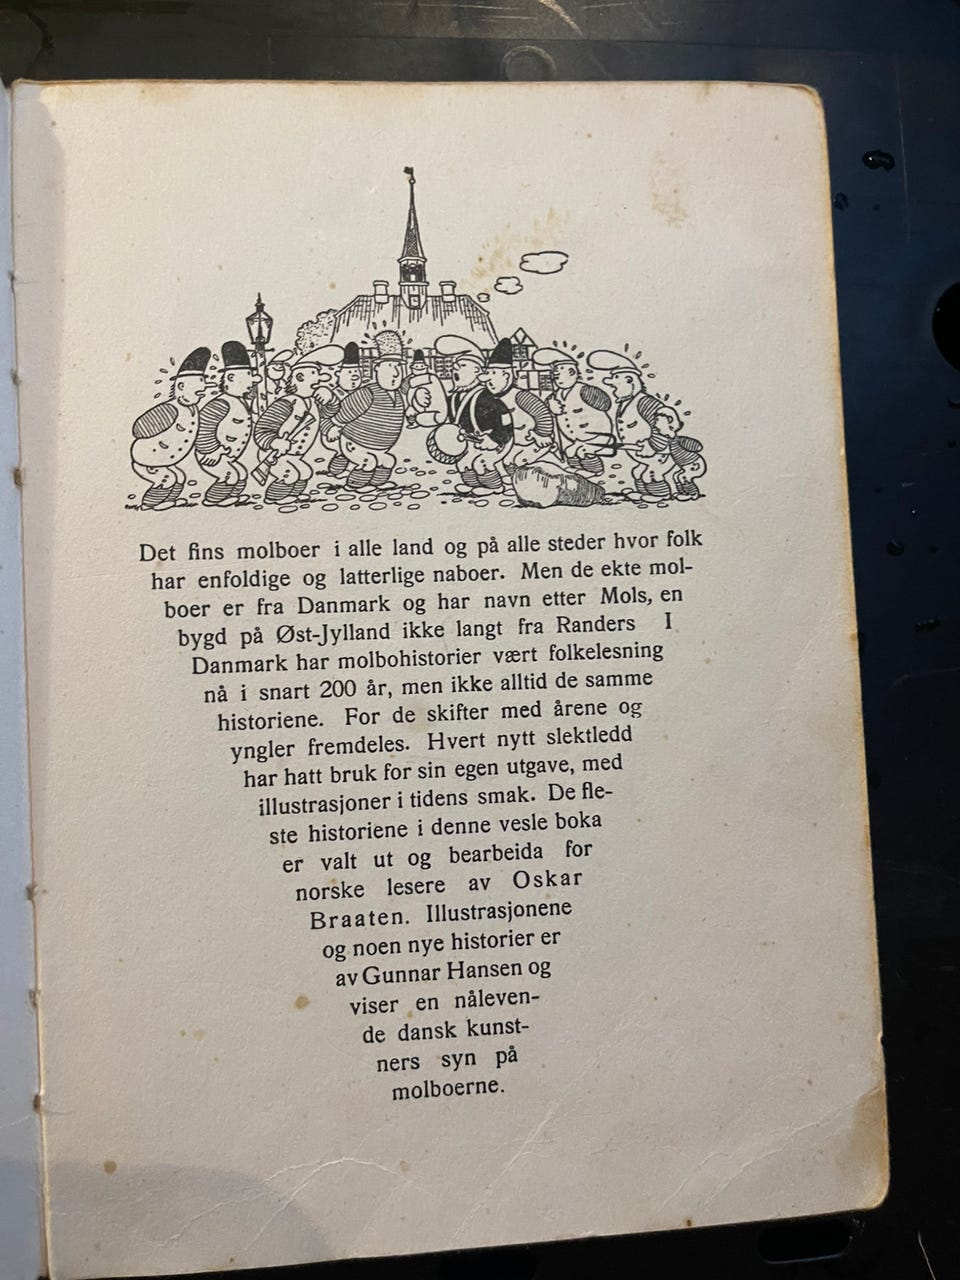 Det fins molboer i alle land og på alle steder hvor folk
har enfoldige og latterlige naboer. Men de ekte mol-
boer er fra Danmark og har navn etter Mols, en
bygd på Øst-Jylland ikke langt fra Randers I
Danmark har molbohistorier vært folkelesning
nå i snart 200 år, men ikke alltid de samme
historiene. For de skifter med årene og
yngler fremdeles. Hvert nytt slektledd
har hatt bruk for sin egen utgave, med
illustrasjoner i tidens smak. De fle-
ste historiene i denne vesle boka
er valt ut og bearbeida for
norske lesere av Oskar
Braaten. Illustrasjonene
og noen nye historier er
av Gunnar Hansen og
viser en nåleven-
de dansk kunst-
ners syn på
molboerne.